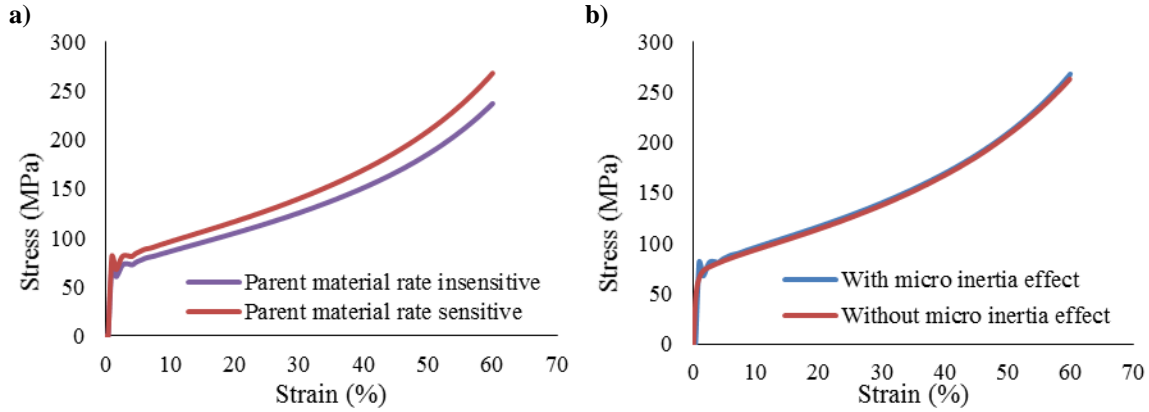 a)
300
250
200
150
100
50
0
Stress (MPa)
Parent material rate insensitive
Parent material rate sensitive
0 10 20 30 40 50 60 70
Strain (%)
b)
300
250
200
150
100
50
0
Stress (MPa)
With micro inertia effect
Without micro inertia effect
0 10 20 30 40 50 60 70
Strain (%)